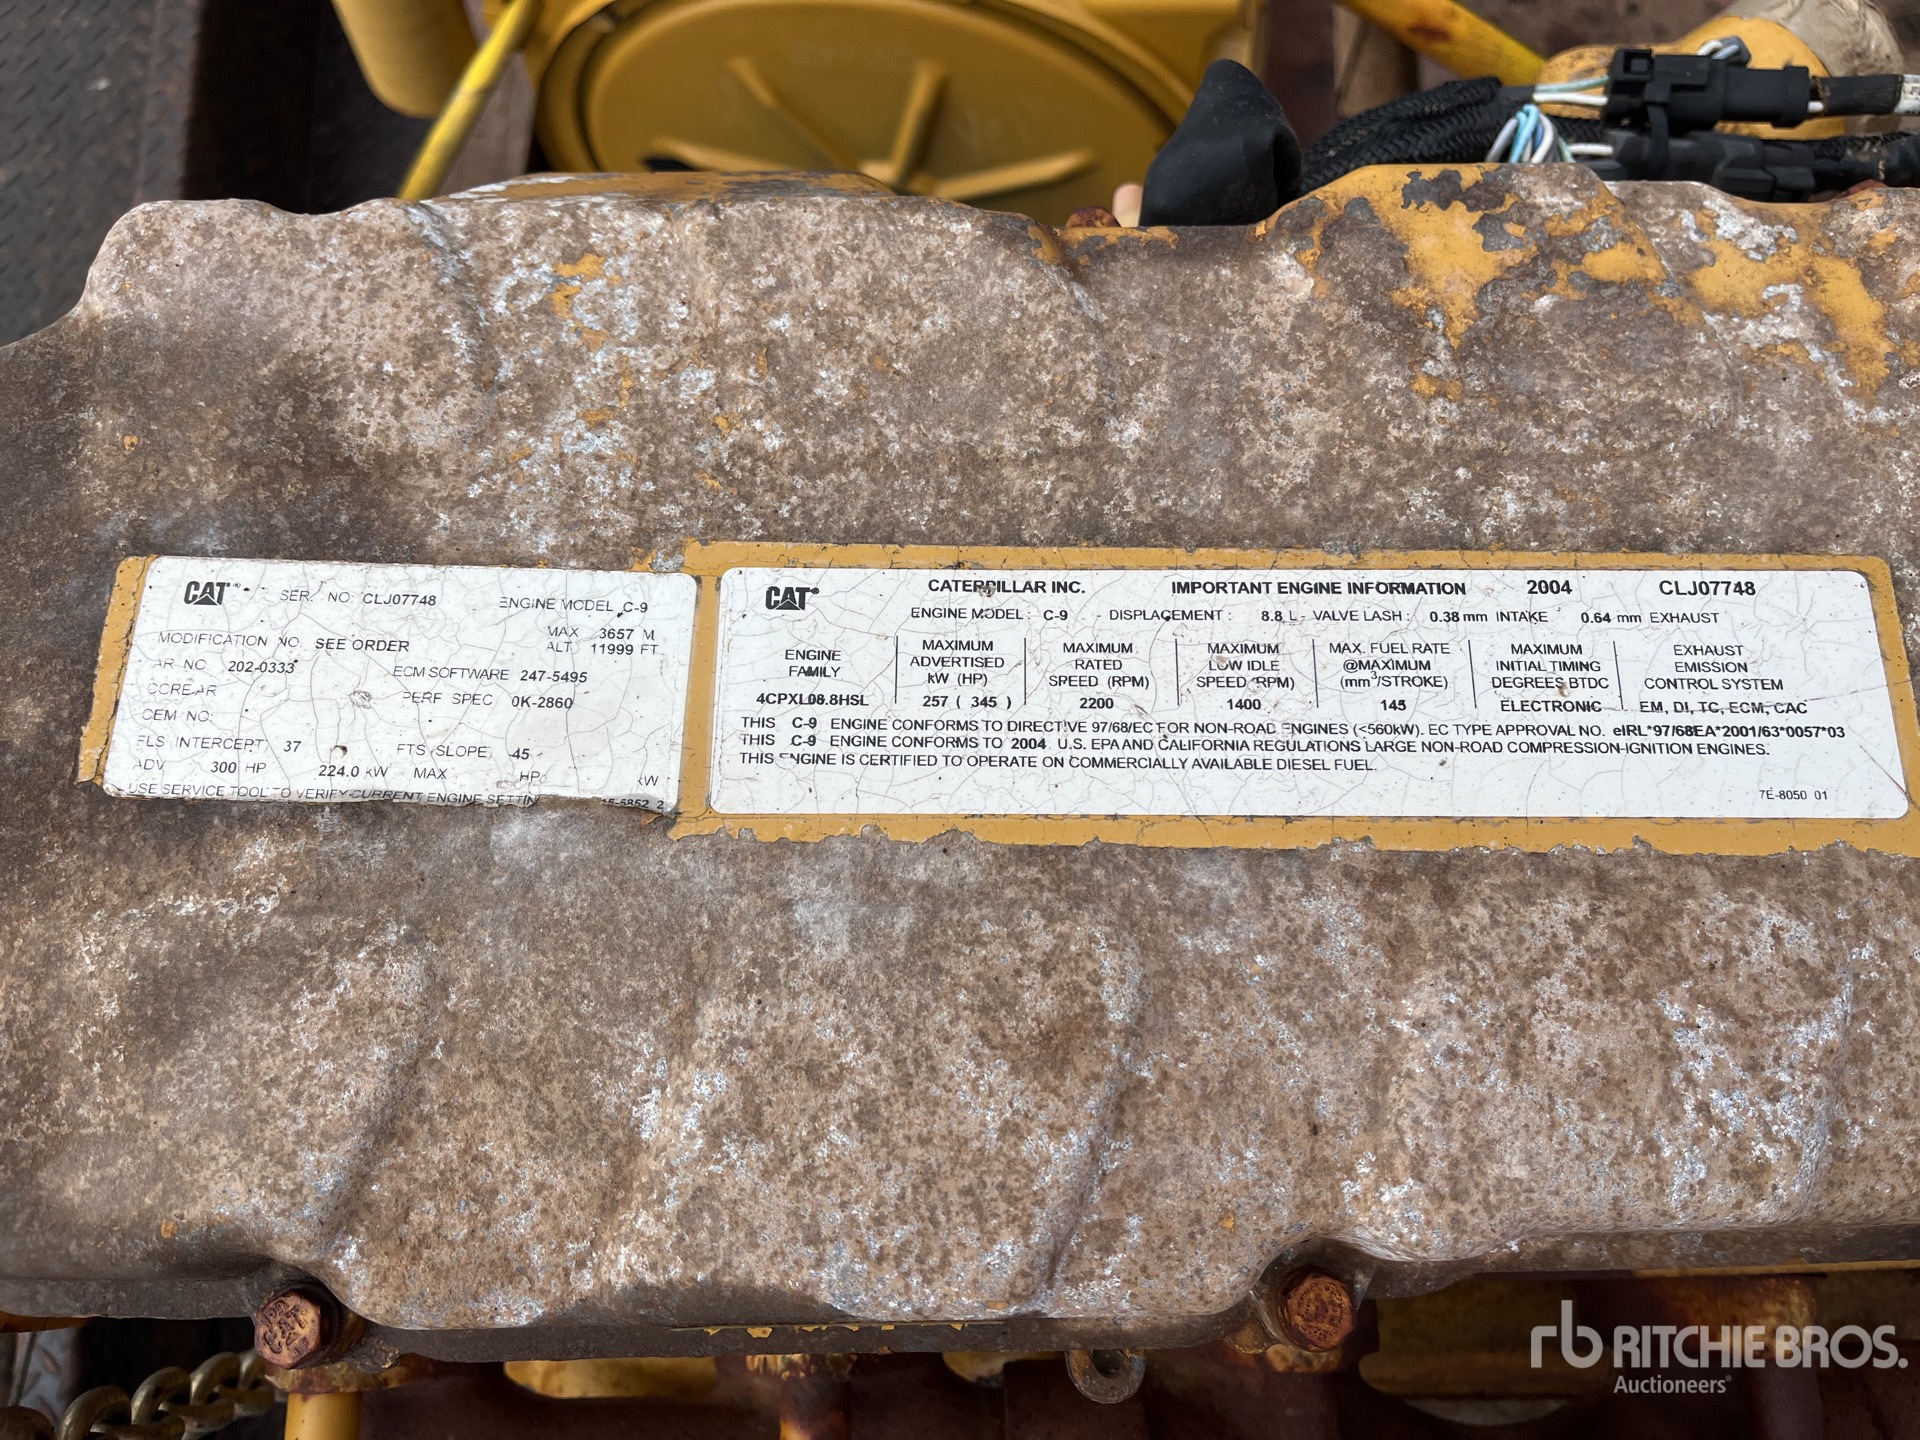 CAT® SER. NO. CLJ07748 ENGINE MODEL C-9
MODIFICATION NO. SEE ORDER MAX ALT. 3657 M 11999 FT.
AR NO. 202-0333 ECM SOFTWARE 247-5495
COREAR PERF SPEC 0K-2860
CEM NO.
FLS (INTERCEPT) 37 FTS (SLOPE) -45
ADV 300 HP 224.0 kW MAX HP kW
USE SERVICE TOOL TO VERIFY CURRENT ENGINE
CAT® CATERPILLAR INC. IMPORTANT ENGINE INFORMATION 2004 CLJ07748
ENGINE MODEL: C-9 - DISPLACEMENT: 8.8 L - VALVE LASH: 0.38 mm INTAKE 0.64 mm EXHAUST
ENGINE FAMILY
4CPXL08.8HSL
MAXIMUM ADVERTISED kW (HP)
257 ( 345 )
MAXIMUM RATED SPEED (RPM)
2200
MAXIMUM LOW IDLE SPEED (RPM)
1400
MAX. FUEL RATE @MAXIMUM (mm³/STROKE)
145
MAXIMUM INITIAL TIMING DEGREES BTDC
ELECTRONIC
EXHAUST EMISSION CONTROL SYSTEM
EM, DI, TC, ECM, CAC
THIS C-9 ENGINE CONFORMS TO DIRECTIVE 97/68/EC FOR NON-ROAD ENGINES (<560kW). EC TYPE APPROVAL NO. eIRL*97/68EA*2001/63*0057*03
THIS C-9 ENGINE CONFORMS TO 2004 U.S. EPA AND CALIFORNIA REGULATIONS LARGE NON-ROAD COMPRESSION-IGNITION ENGINES.
THIS ENGINE IS CERTIFIED TO OPERATE ON COMMERCIALLY AVAILABLE DIESEL FUEL.
7E-8050 01
rb RITCHIE BROS.
Auctioneers®